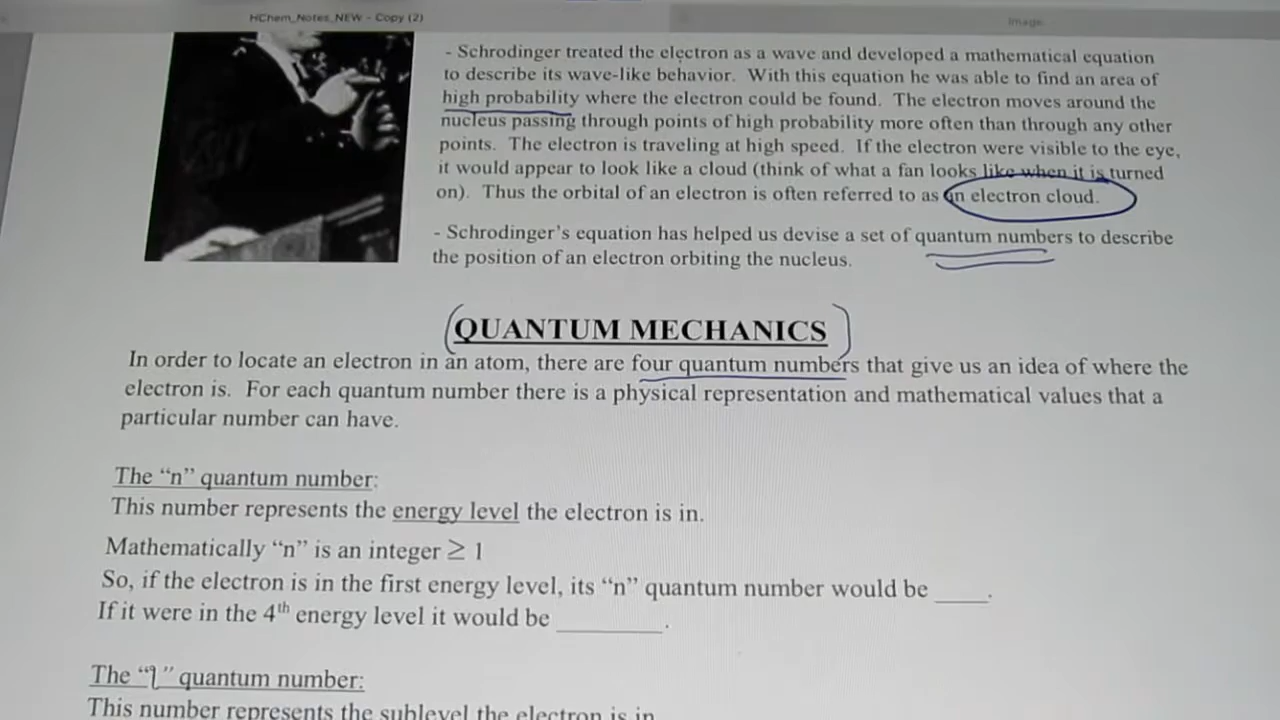 HChem_Notes_NEW - Copy (2)
Image
- Schrodinger treated the electron as a wave and developed a mathematical equation
to describe its wave-like behavior. With this equation he was able to find an area of
high probability where the electron could be found. The electron moves around the
nucleus passing through points of high probability more often than through any other
points. The electron is traveling at high speed. If the electron were visible to the eye,
it would appear to look like a cloud (think of what a fan looks like when it is turned
on). Thus the orbital of an electron is often referred to as an electron cloud.
- Schrodinger's equation has helped us devise a set of quantum numbers to describe
the position of an electron orbiting the nucleus.
QUANTUM MECHANICS
In order to locate an electron in an atom, there are four quantum numbers that give us an idea of where the
electron is. For each quantum number there is a physical representation and mathematical values that a
particular number can have.
The “n” quantum number:
This number represents the energy level the electron is in.
Mathematically “n” is an integer ≥ 1
So, if the electron is in the first energy level, its “n” quantum number would be ____.
If it were in the 4th energy level it would be ________.
The “l” quantum number:
This number represents the sublevel the electron is in